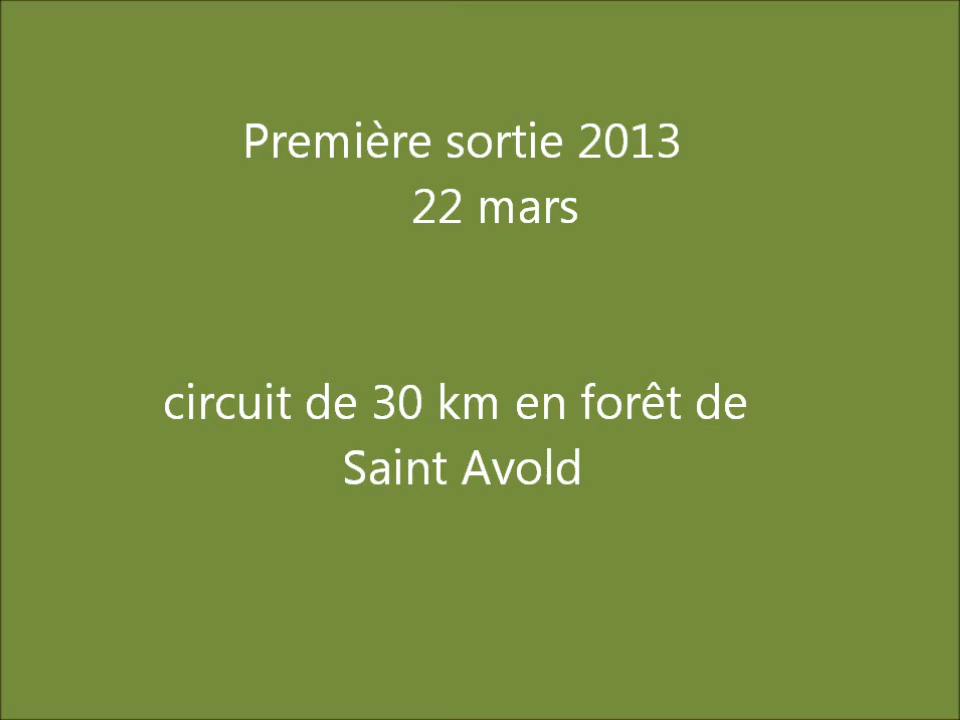 Première sortie 2013
22 mars
circuit de 30 km en forêt de
Saint Avold